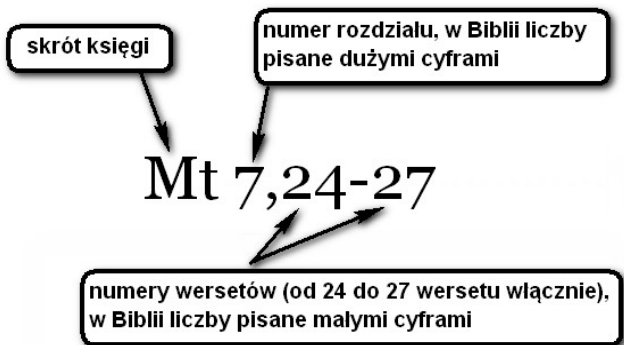 skrót księgi
numer rozdziału, w Biblii liczby
pisane dużymi cyframi
Mt 7,24-27
numery wersetów (od 24 do 27 wersetu włącznie),
w Biblii liczby pisane małymi cyframi